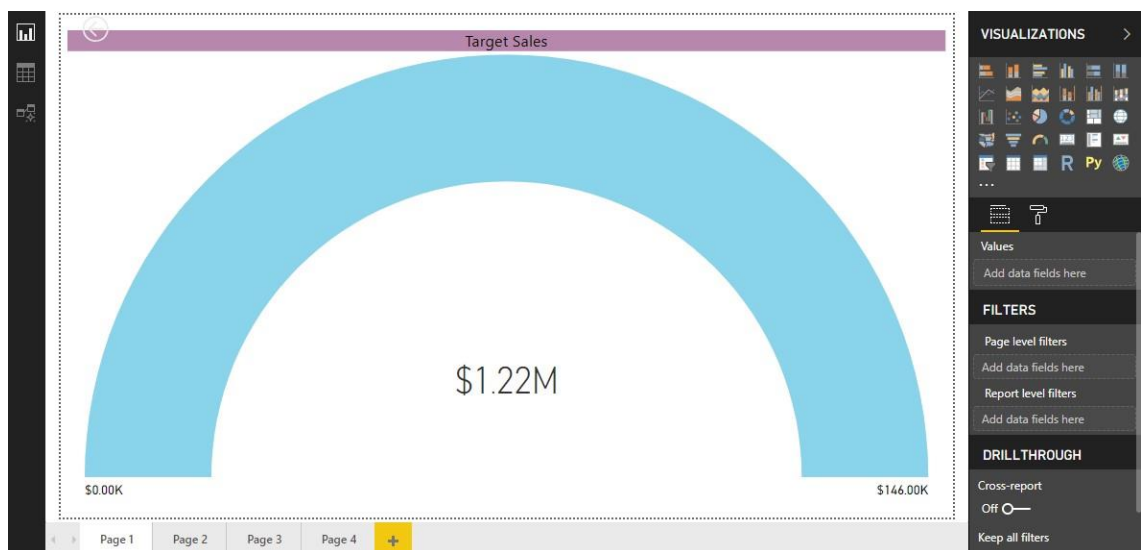 Target Sales
$1.22M
$0.00K
$146.00K
Page 1
Page 2
Page 3
Page 4
VISUALIZATIONS
R
Py
...
Values
Add data fields here
FILTERS
Page level filters
Add data fields here
Report level filters
Add data fields here
DRILLTHROUGH
Cross-report
Off
Keep all filters